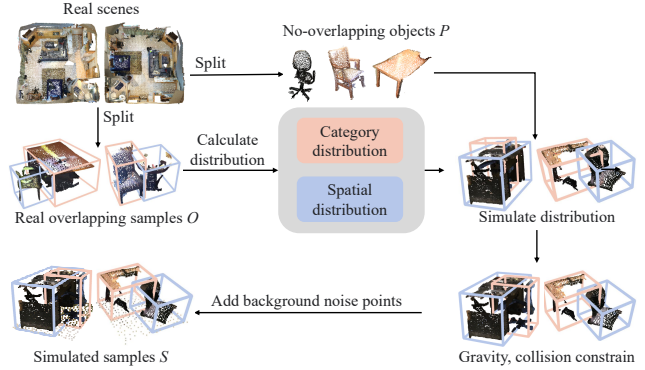 Real scenes
No-overlapping objects P
Split
Split
Calculate
distribution
Category
distribution
Spatial
distribution
Real overlapping samples O
Simulate distribution
Add background noise points
Simulated samples S
Gravity, collision constrain